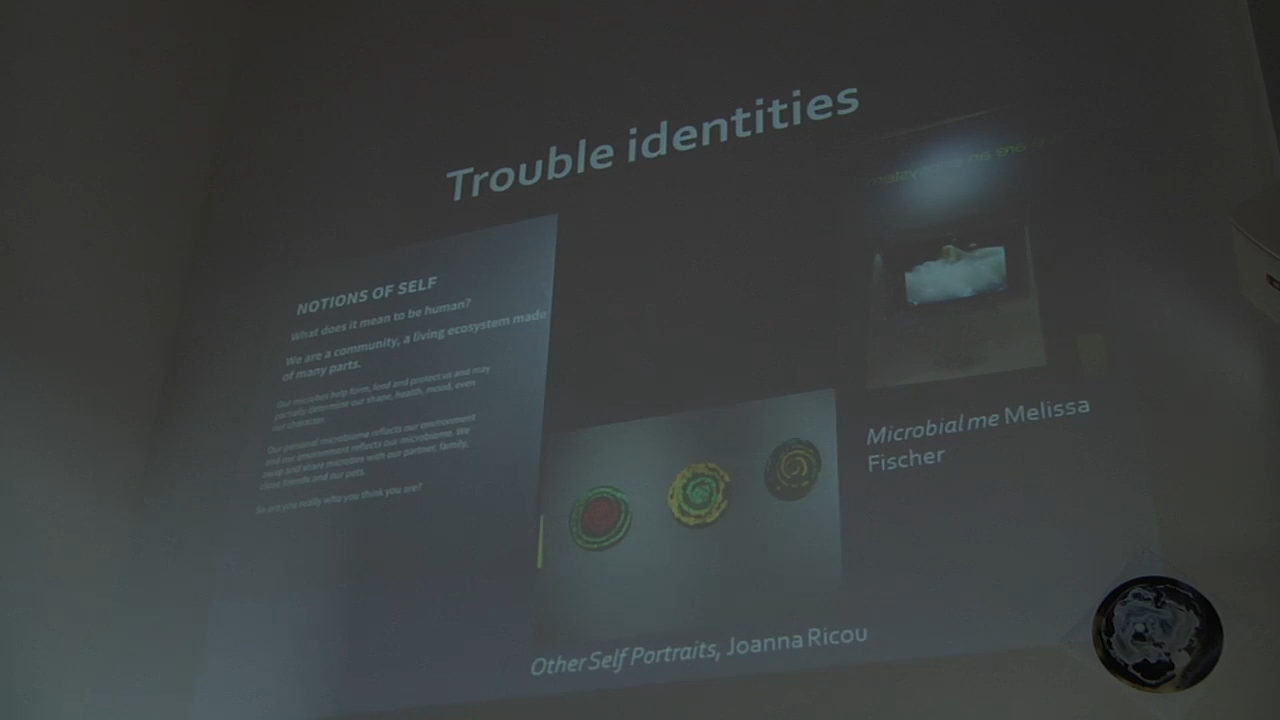 Trouble identities
NOTIONS OF SELF
What does it mean to be human?
We are a community, a living ecosystem made
of many parts.
Our microbes help form, feed and protect us and may
partially determine our shape, health, mood, even
our character.
Our personal microbiome reflects our environment
and our environment reflects our microbiome. We
swap and share microbes with our partner, family,
close friends and our pets.
So are you really who you think you are?
Microbial me Melissa
Fischer
Other Self Portraits, Joanna Ricou